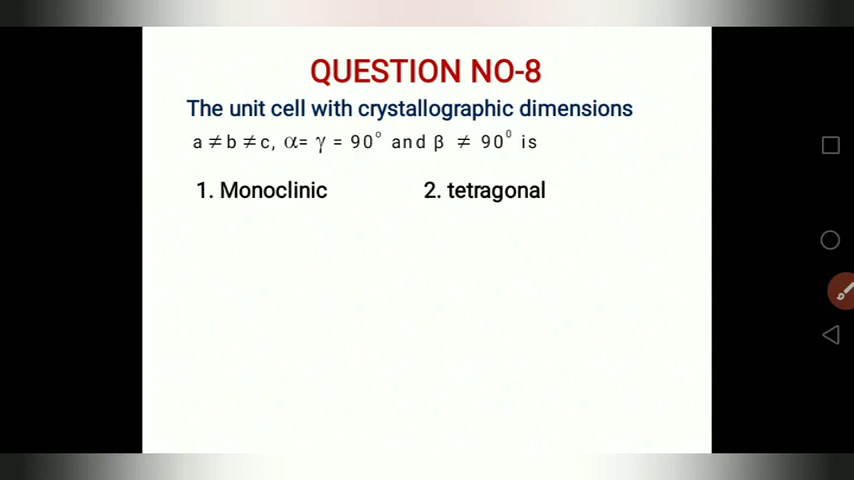 QUESTION NO-8
The unit cell with crystallographic dimensions
a ≠ b ≠ c, α= γ = 90° and β ≠ 90⁰ is
1. Monoclinic 2. tetragonal